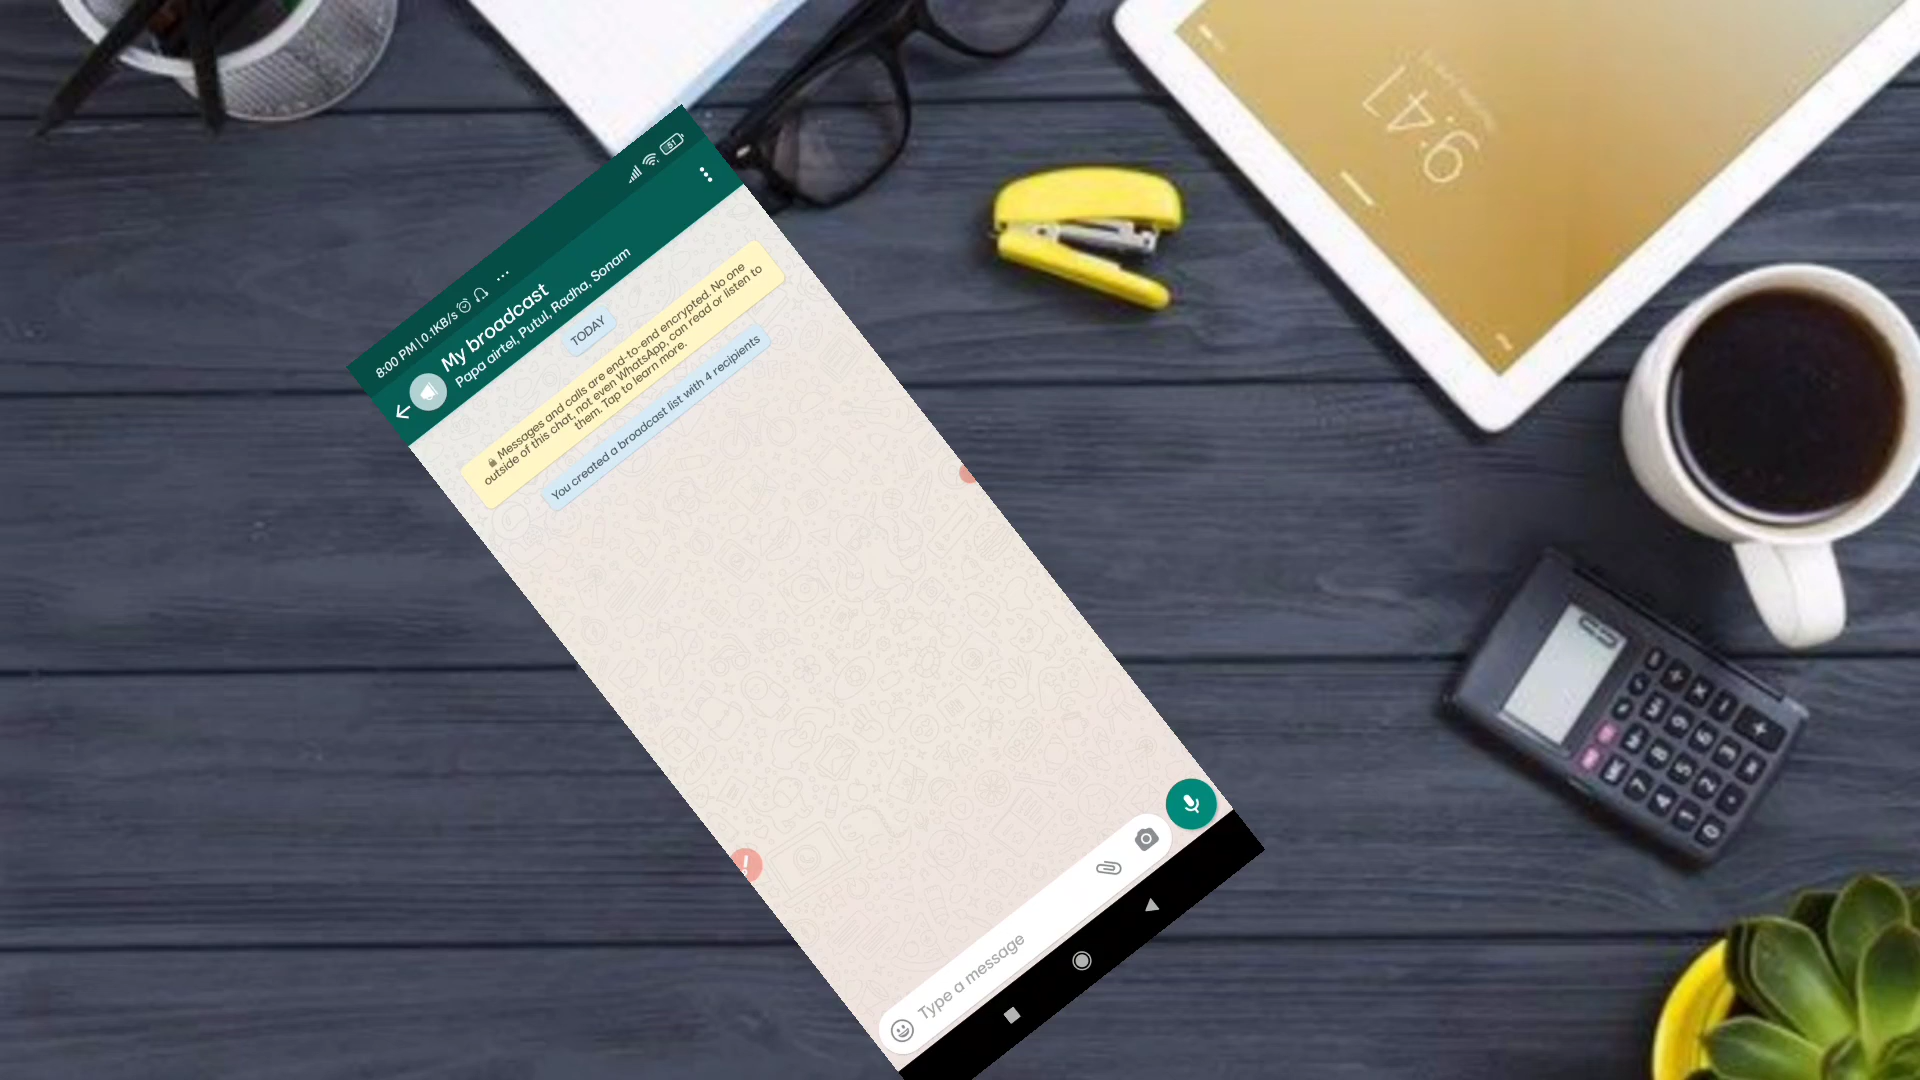 8:00 PM | 0.1KB/s ... 51
My broadcast
Papa airtel, Putul, Radha, Sonam
TODAY
Messages and calls are end-to-end encrypted. No one
outside of this chat, not even WhatsApp, can read or listen to
them. Tap to learn more.
You created a broadcast list with 4 recipients
Type a message
9:41